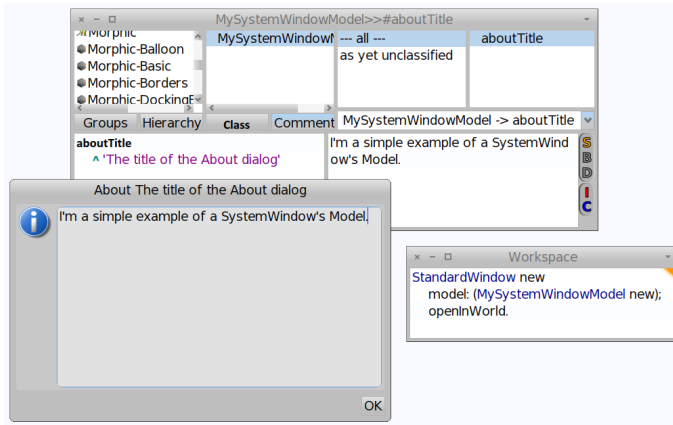 MySystemWindowModel>>#aboutTitle
Morphic
Morphic-Balloon
Morphic-Basic
Morphic-Borders
MySystemWindowM
--- all ---
as yet unclassified
aboutTitle
Groups Hierarchy Class Comment
MySystemWindowModel -> aboutTitle
aboutTitle
^ 'The title of the About dialog'
I'm a simple example of a SystemWind
ow's Model.
S
B
D
I
C
About The title of the About dialog
I'm a simple example of a SystemWindow's Model.
OK
Workspace
StandardWindow new
model: (MySystemWindowModel new);
openInWorld.